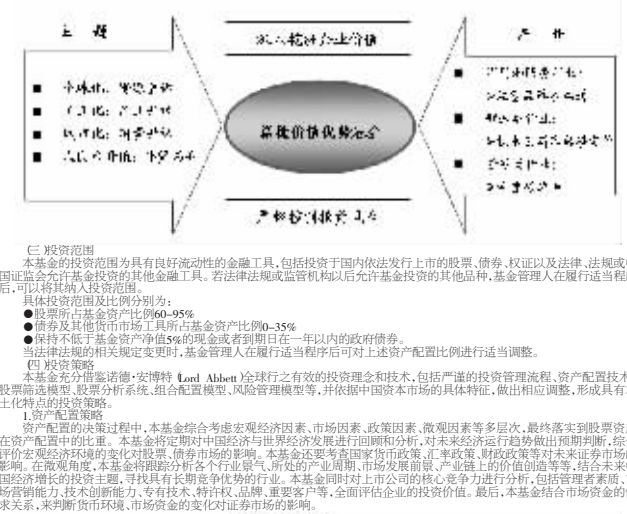 主 题
深入挖掘企业价值
严格控制投资风险
(三)投资范围
本基金的投资范围为具有良好流动性的金融工具,包括投资于国内依法发行上市的股票、债券、权证以及法律、法规或
国证监会允许基金投资的其他金融工具。若法律法规或监管机构以后允许基金投资的其他品种,基金管理人在履行适当程
后,可以将其纳入投资范围。
具体投资范围及比例分别为:
●股票所占基金资产比例60-95%
●债券及其他货币市场工具所占基金资产比例0-35%
●保持不低于基金资产净值5%的现金或者到期日在一年以内的政府债券。
当法律法规的相关规定变更时,基金管理人在履行适当程序后可对上述资产配置比例进行适当调整。
(四)投资策略
本基金充分借鉴诺德·安博特(Lord Abbett)全球行之有效的投资理念和技术,包括严谨的投资管理流程、资产配置技术
股票筛选模型、股票分析系统、组合配置模型、风险管理模型等,并依据中国资本市场的具体特征,做出相应调整,形成具有
土化特点的投资策略。
1.资产配置策略
资产配置的决策过程中,本基金综合考虑宏观经济因素、市场因素、政策因素、微观因素等多层次,最终落实到股票资
在资产配置中的比重。本基金将定期对中国经济与世界经济发展进行回顾和分析,对未来经济运行趋势做出预期判断,综
评价宏观经济环境的变化对股票、债券市场的影响。本基金还要考查国家货币政策、汇率政策、财政政策等对未来证券市场
影响。在微观角度,本基金将跟踪分析各个行业景气、所处的产业周期、市场发展前景、产业链上的价值创造等等,结合未来
国经济增长的投资主题,寻找具有长期竞争优势的行业。本基金同时对上市公司的核心竞争力进行分析,包括管理者素质、
场营销能力、技术创新能力、专有技术、特许权、品牌、重要客户等,全面评估企业的投资价值。最后,本基金结合市场资金的
求关系,来判断货币环境、市场资金的变化对证券市场的影响。